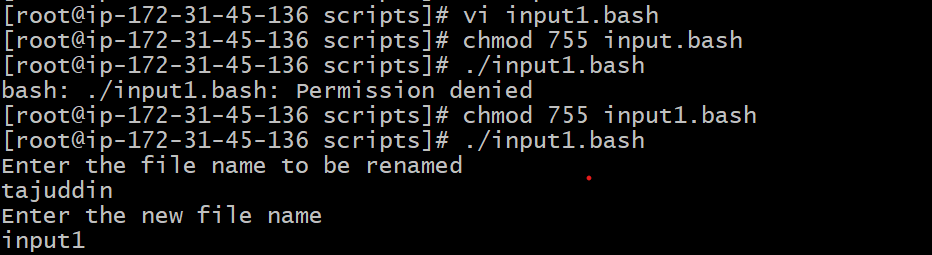 [root@ip-172-31-45-136 scripts]# vi input1.bash
[root@ip-172-31-45-136 scripts]# chmod 755 input.bash
[root@ip-172-31-45-136 scripts]# ./input1.bash
bash: ./input1.bash: Permission denied
[root@ip-172-31-45-136 scripts]# chmod 755 input1.bash
[root@ip-172-31-45-136 scripts]# ./input1.bash
Enter the file name to be renamed
tajuddin
Enter the new file name
input1